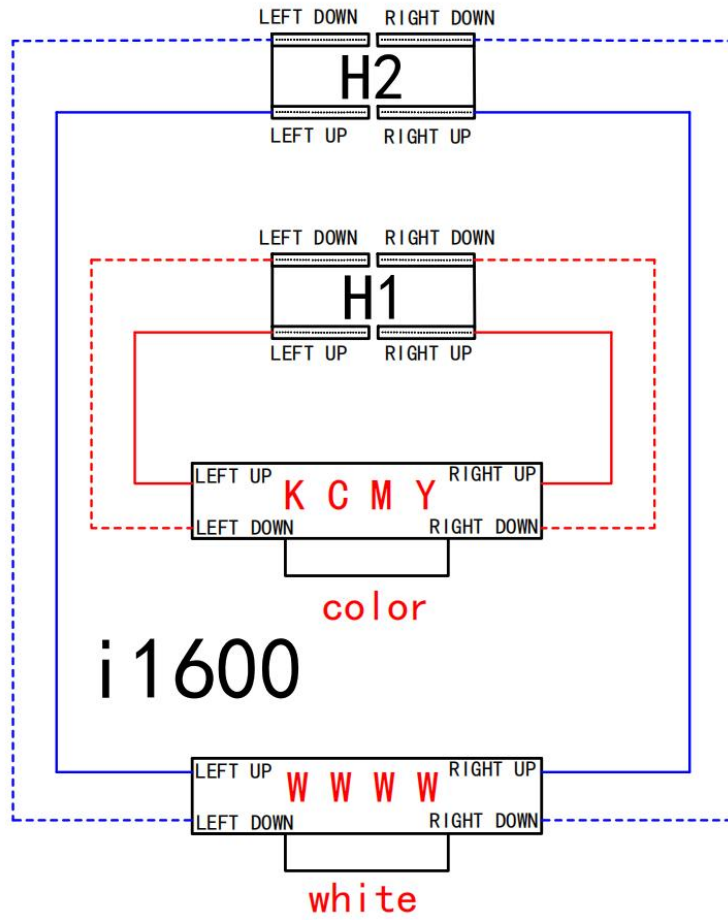 LEFT DOWN RIGHT DOWN
H2
LEFT UP RIGHT UP
LEFT DOWN RIGHT DOWN
H1
LEFT UP RIGHT UP
LEFT UP RIGHT UP
K C M Y
LEFT DOWN RIGHT DOWN
color
i1600
LEFT UP RIGHT UP
W W W W
LEFT DOWN RIGHT DOWN
white